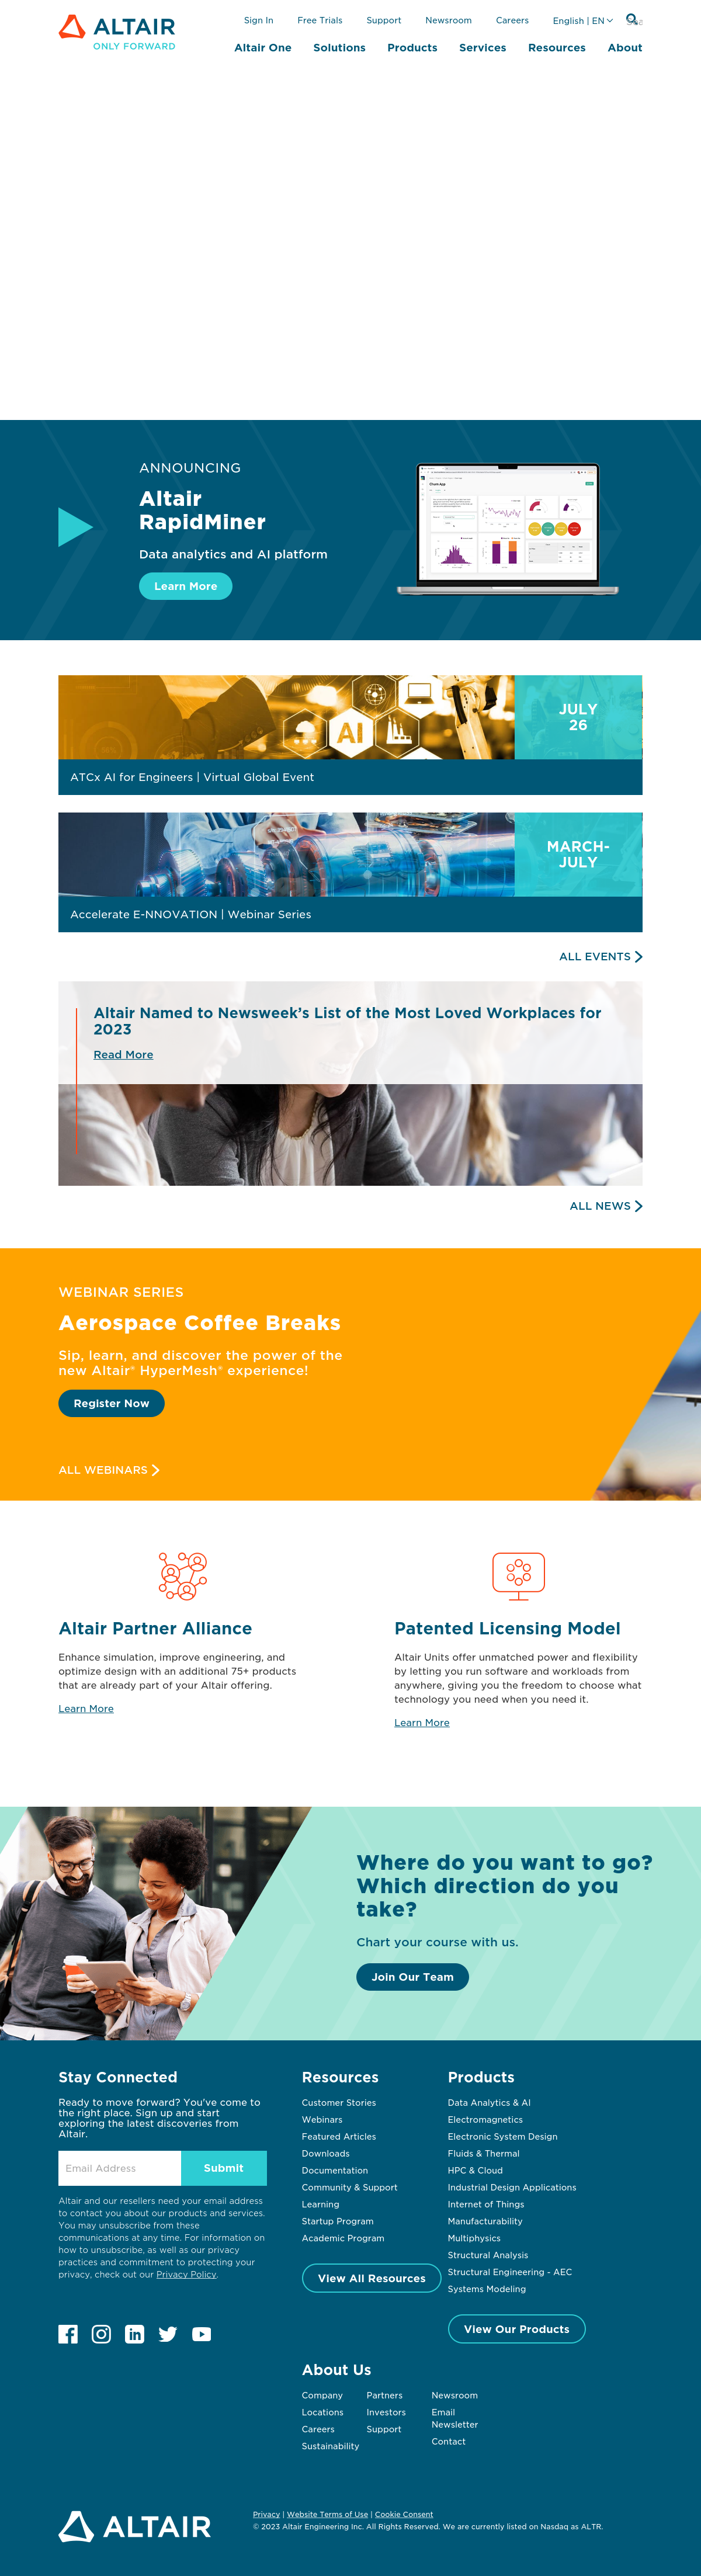 ALTAIR
ONLY FORWARD
Sign In
Free Trials
Support
Newsroom
Careers
English | EN
Altair One
Solutions
Products
Services
Resources
About
ANNOUNCING
Altair
RapidMiner
Data analytics and AI platform
Learn More
AI
JULY
26
ATCx AI for Engineers | Virtual Global Event
MARCH-
JULY
Accelerate E-NNOVATION | Webinar Series
ALL EVENTS
Altair Named to Newsweek’s List of the Most Loved Workplaces for
2023
Read More
ALL NEWS
WEBINAR SERIES
Aerospace Coffee Breaks
Sip, learn, and discover the power of the
new Altair® HyperMesh® experience!
Register Now
ALL WEBINARS
Altair Partner Alliance
Enhance simulation, improve engineering, and
optimize design with an additional 75+ products
that are already part of your Altair offering.
Learn More
Patented Licensing Model
Altair Units offer unmatched power and flexibility
by letting you run software and workloads from
anywhere, giving you the freedom to choose what
technology you need when you need it.
Learn More
Where do you want to go?
Which direction do you
take?
Chart your course with us.
Join Our Team
Stay Connected
Ready to move forward? You've come to
the right place. Sign up and start
exploring the latest discoveries from
Altair.
Email Address
Submit
Altair and our resellers need your email address
to contact you about our products and services.
You may unsubscribe from these
communications at any time. For information on
how to unsubscribe, as well as our privacy
practices and commitment to protecting your
privacy, check out our Privacy Policy.
Resources
Customer Stories
Webinars
Featured Articles
Downloads
Documentation
Community & Support
Learning
Startup Program
Academic Program
View All Resources
Products
Data Analytics & AI
Electromagnetics
Electronic System Design
Fluids & Thermal
HPC & Cloud
Industrial Design Applications
Internet of Things
Manufacturability
Multiphysics
Structural Analysis
Structural Engineering - AEC
Systems Modeling
View Our Products
About Us
Company
Locations
Careers
Sustainability
Partners
Investors
Support
Newsroom
Email
Newsletter
Contact
ALTAIR
Privacy | Website Terms of Use | Cookie Consent
© 2023 Altair Engineering Inc. All Rights Reserved. We are currently listed on Nasdaq as ALTR.